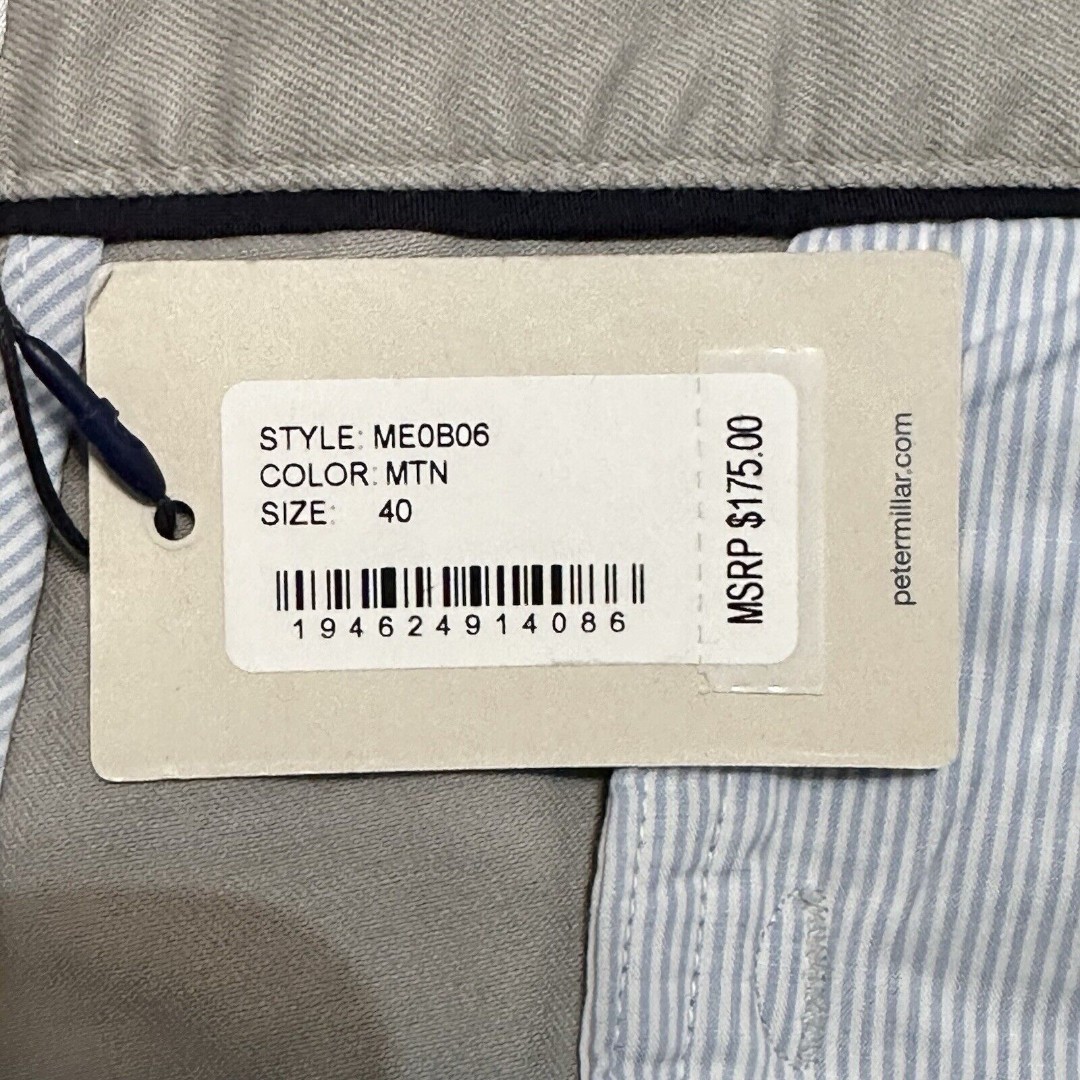 STYLE: ME0B06
COLOR: MTN
SIZE: 40
194624914086
MSRP $175.00
petermillar.com